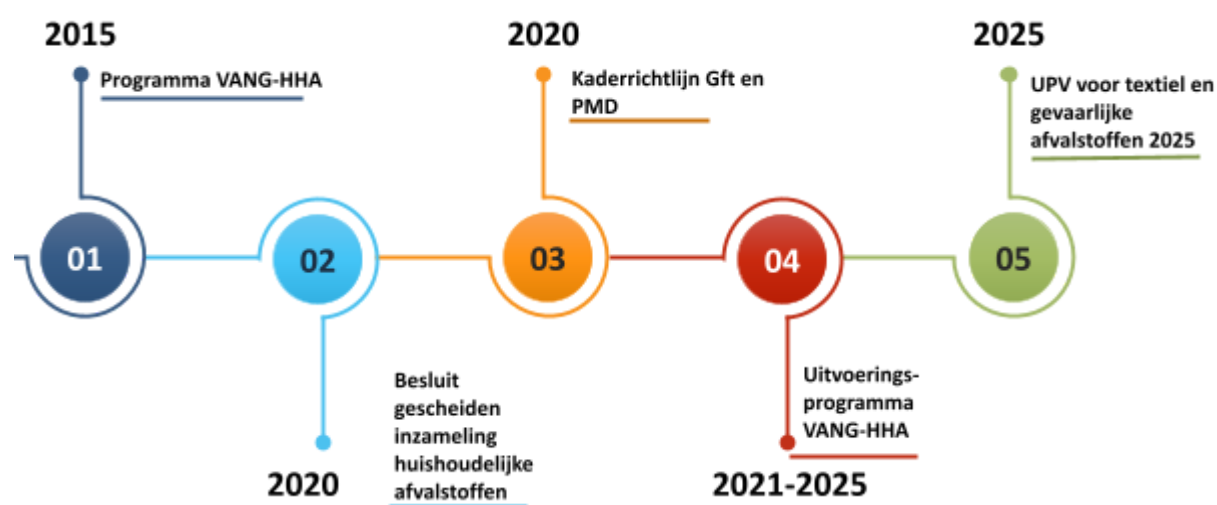 2015
Programma VANG-HHA
01
02
Besluit
gescheiden
inzameling
huishoudelijke
afvalstoffen
2020
2020
Kaderrichtlijn Gft en
PMD
03
04
Uitvoerings-
programma
VANG-HHA
2021-2025
2025
UPV voor textiel en
gevaarlijke
afvalstoffen 2025
05